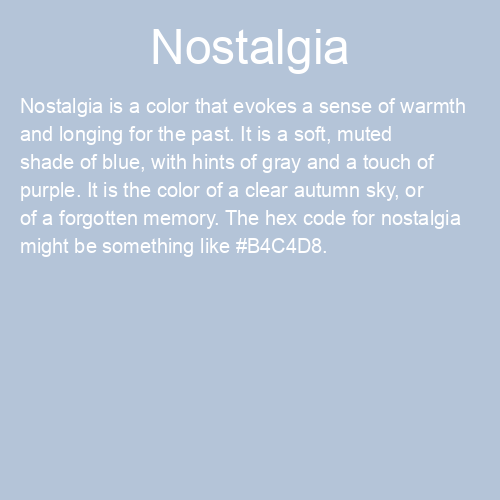 Nostalgia
Nostalgia is a color that evokes a sense of warmth
and longing for the past. It is a soft, muted
shade of blue, with hints of gray and a touch of
purple. It is the color of a clear autumn sky, or
of a forgotten memory. The hex code for nostalgia
might be something like #B4C4D8.